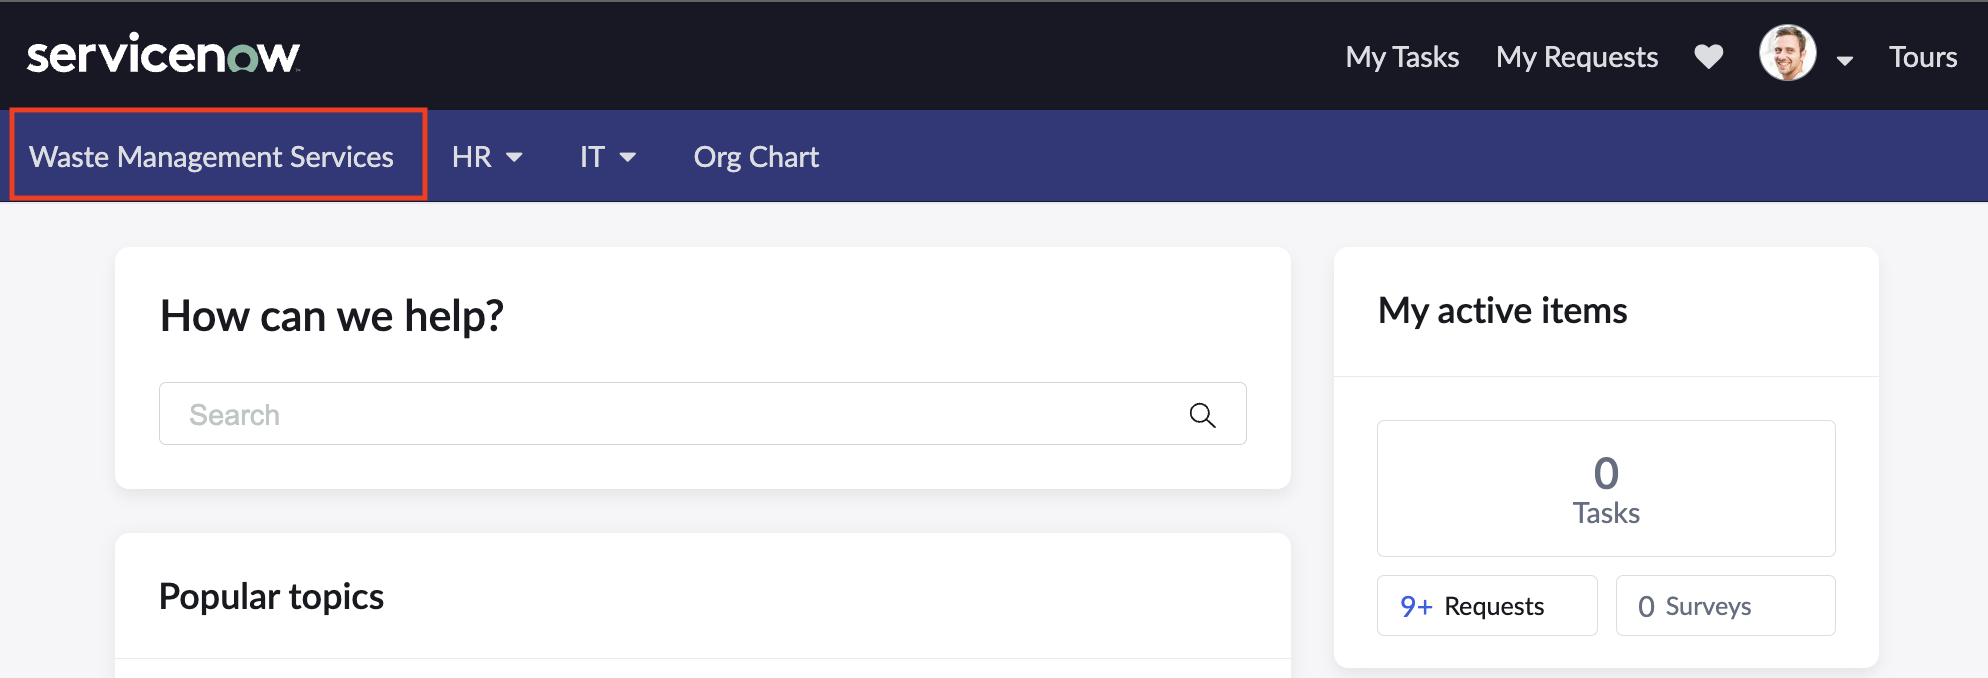 servicenow
My Tasks My Requests Tours
Waste Management Services HR IT Org Chart
How can we help?
Search
Popular topics
My active items
0
Tasks
9+ Requests
0 Surveys